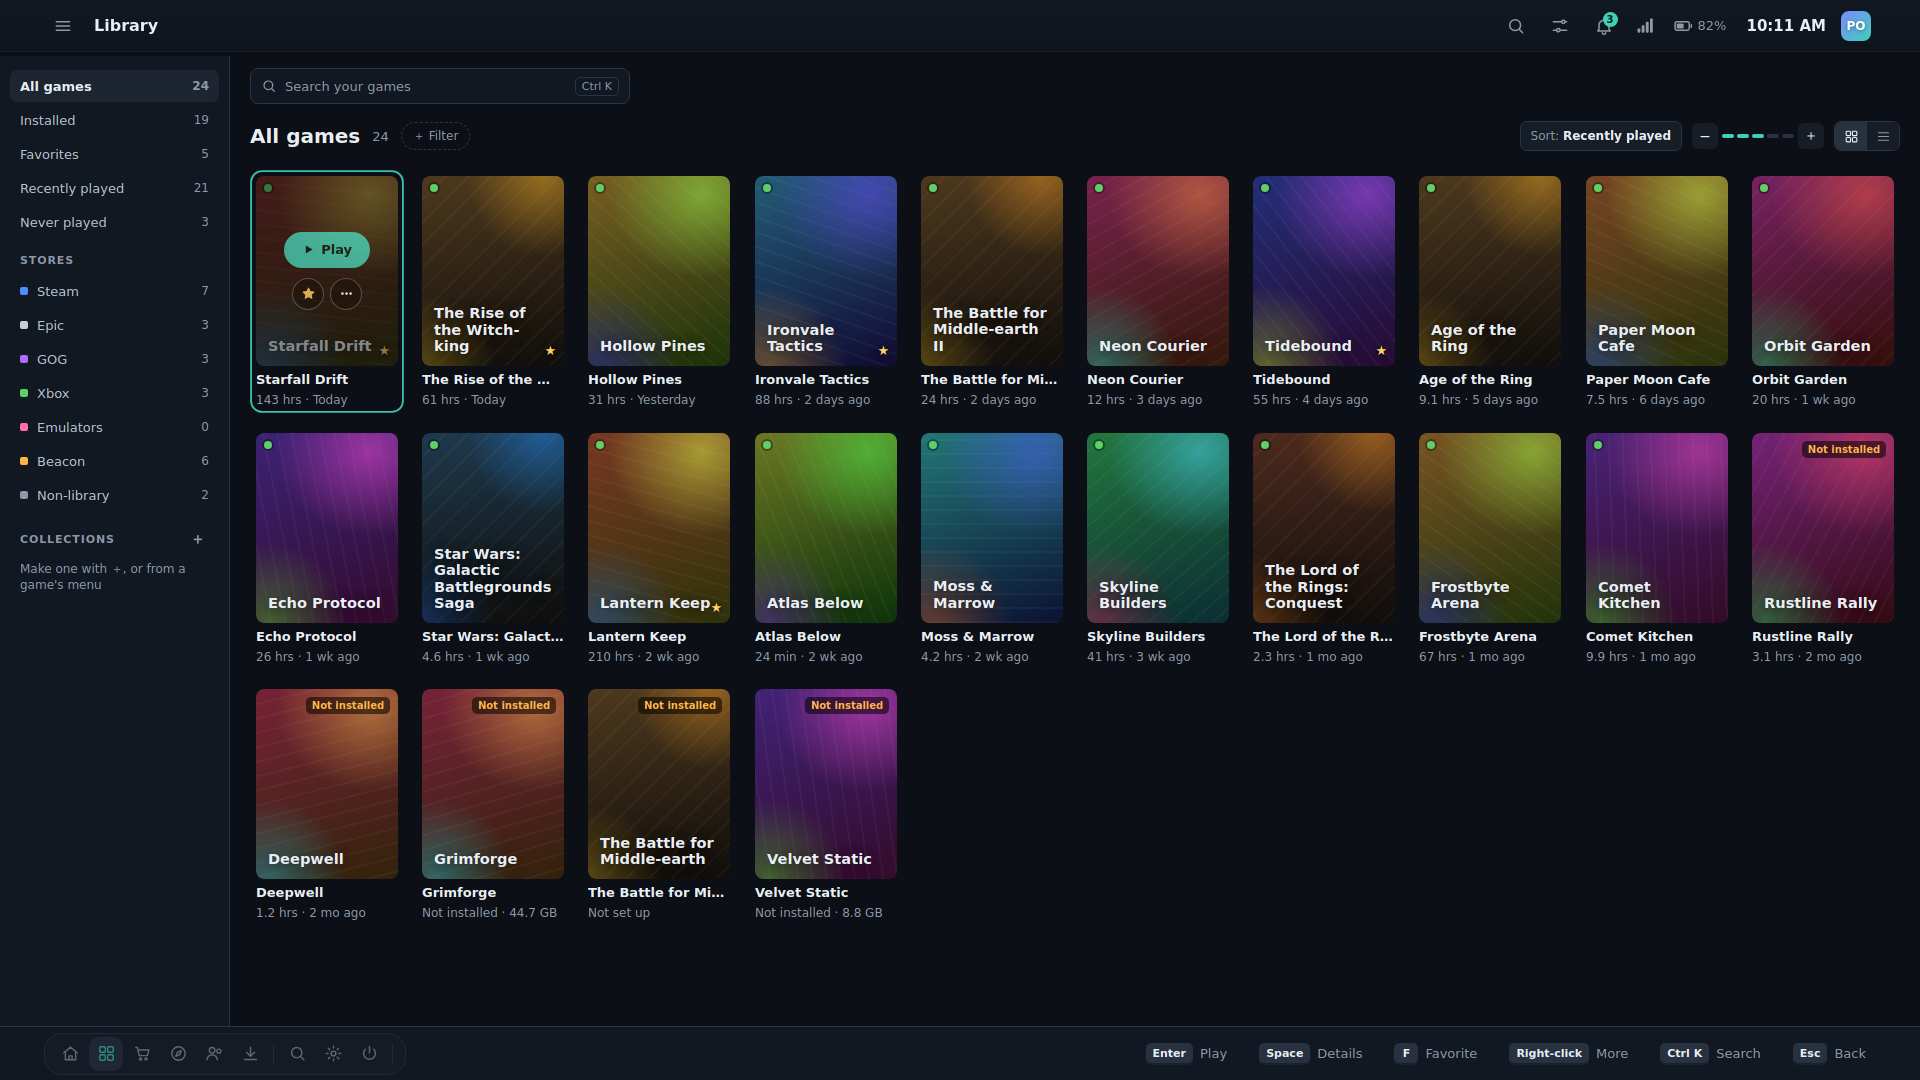 Library
3
82%
10:11 AM
PO
All games 24
Installed 19
Favorites 5
Recently played 21
Never played 3
STORES
Steam 7
Epic 3
GOG 3
Xbox 3
Emulators 0
Beacon 6
Non-library 2
COLLECTIONS +
Make one with +, or from a
game's menu
Search your games Ctrl K
All games 24 + Filter
Sort: Recently played
Play
Starfall Drift
Starfall Drift
143 hrs · Today
The Rise of
the Witch-
king
The Rise of the ...
61 hrs · Today
Hollow Pines
Hollow Pines
31 hrs · Yesterday
Ironvale
Tactics
Ironvale Tactics
88 hrs · 2 days ago
The Battle for
Middle-earth
II
The Battle for Mi...
24 hrs · 2 days ago
Neon Courier
Neon Courier
12 hrs · 3 days ago
Tidebound
Tidebound
55 hrs · 4 days ago
Age of the
Ring
Age of the Ring
9.1 hrs · 5 days ago
Paper Moon
Cafe
Paper Moon Cafe
7.5 hrs · 6 days ago
Orbit Garden
Orbit Garden
20 hrs · 1 wk ago
Echo Protocol
Echo Protocol
26 hrs · 1 wk ago
Star Wars:
Galactic
Battlegrounds
Saga
Star Wars: Galact...
4.6 hrs · 1 wk ago
Lantern Keep
Lantern Keep
210 hrs · 2 wk ago
Atlas Below
Atlas Below
24 min · 2 wk ago
Moss &
Marrow
Moss & Marrow
4.2 hrs · 2 wk ago
Skyline
Builders
Skyline Builders
41 hrs · 3 wk ago
The Lord of
the Rings:
Conquest
The Lord of the R...
2.3 hrs · 1 mo ago
Frostbyte
Arena
Frostbyte Arena
67 hrs · 1 mo ago
Comet
Kitchen
Comet Kitchen
9.9 hrs · 1 mo ago
Not installed
Rustline Rally
Rustline Rally
3.1 hrs · 2 mo ago
Not installed
Deepwell
Deepwell
1.2 hrs · 2 mo ago
Not installed
Grimforge
Grimforge
Not installed · 44.7 GB
Not installed
The Battle for
Middle-earth
The Battle for Mi...
Not set up
Not installed
Velvet Static
Velvet Static
Not installed · 8.8 GB
Enter Play
Space Details
F Favorite
Right-click More
Ctrl K Search
Esc Back